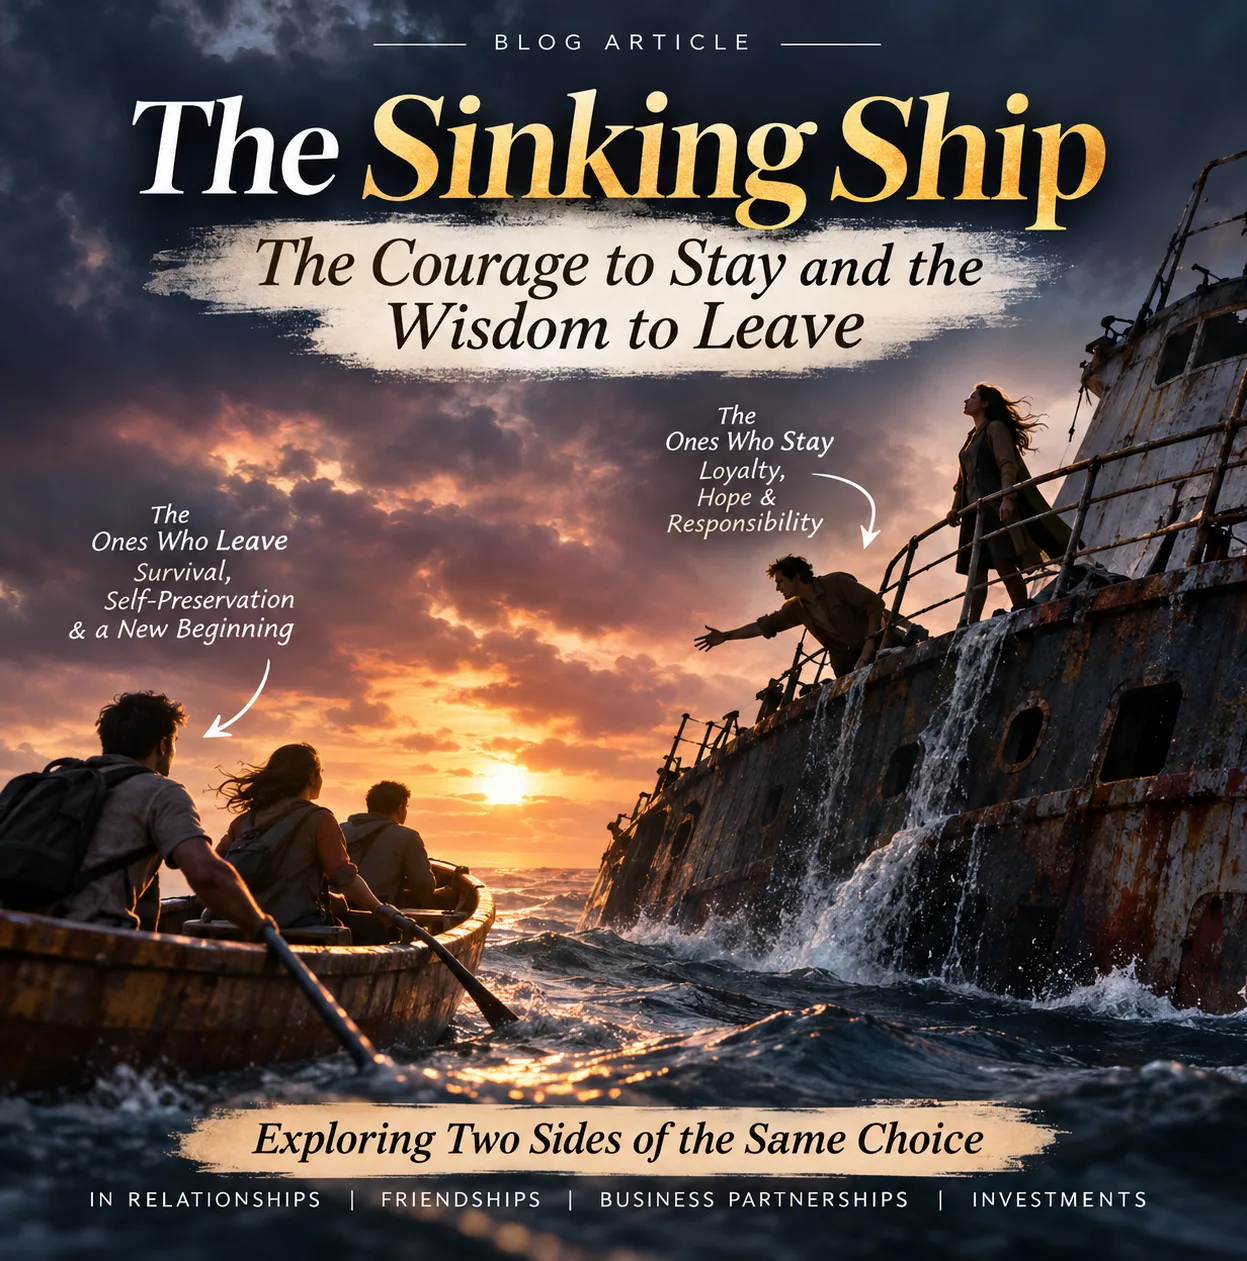 BLOG ARTICLE
The Sinking Ship
The Courage to Stay and the
Wisdom to Leave
The
Ones Who Stay
Loyalty,
Hope &
Responsibility
The
Ones Who Leave
Survival,
Self-Preservation
& a New Beginning
Exploring Two Sides of the Same Choice
IN RELATIONSHIPS | FRIENDSHIPS | BUSINESS PARTNERSHIPS | INVESTMENTS